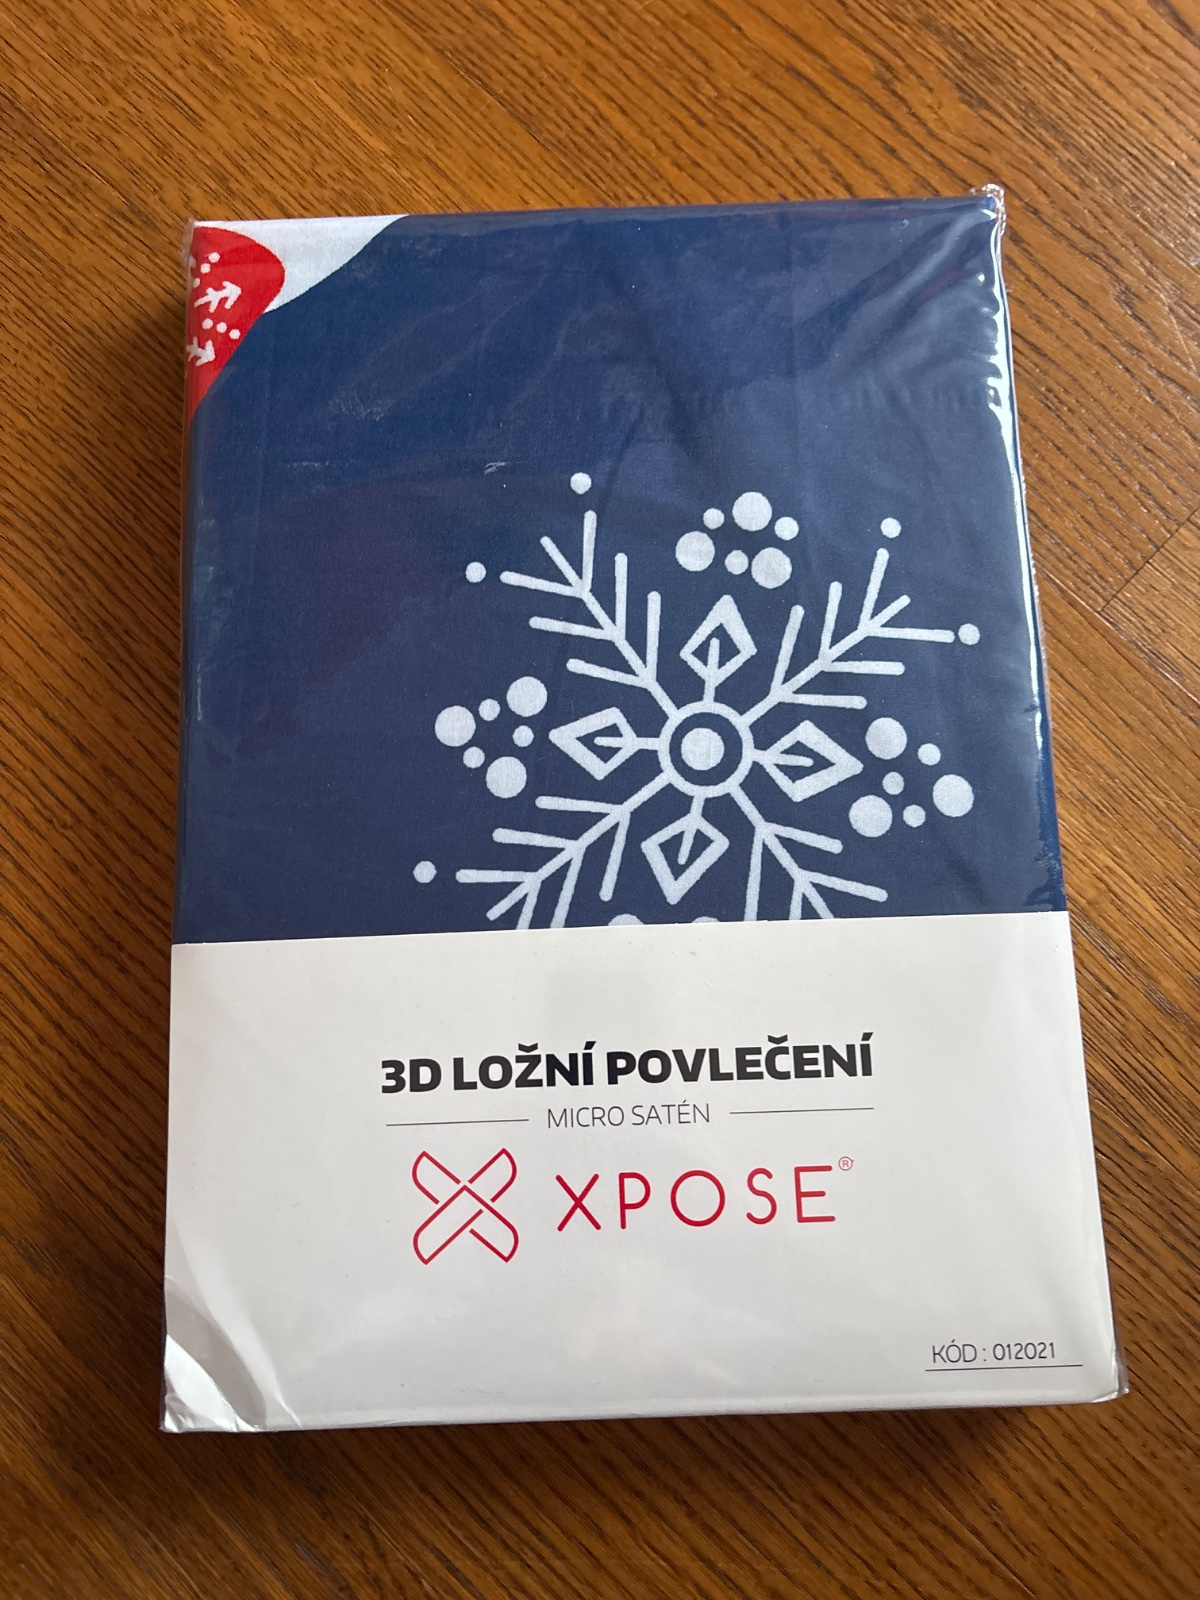 3D LOŽNÍ POVLEČENÍ
MICRO SATÉN
XPOSE®
KÓD : 012021